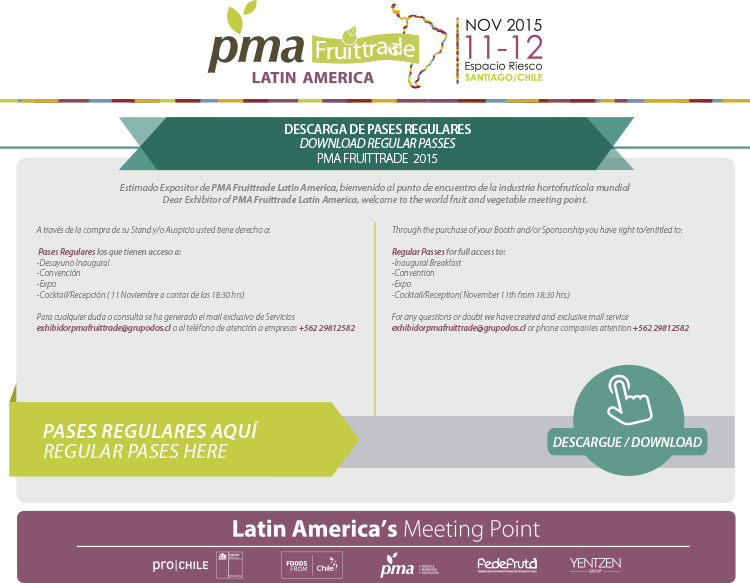 pma Fruittrade
LATIN AMERICA
NOV 2015
11-12
Espacio Riesco
SANTIAGO/CHILE
DESCARGA DE PASES REGULARES
DOWNLOAD REGULAR PASSES
PMA FRUITTRADE 2015
Estimado Expositor de PMA Fruittrade Latin America, bienvenido al punto de encuentro de la industria hortofrutícola mundial
Dear Exhibitor of PMA Fruittrade Latin America, welcome to the world fruit and vegetable meeting point.
A través de la compra de su Stand y/o Auspicio usted tiene derecho a:
Pases Regulares los que tienen acceso a:
-Desayuno Inaugural
-Convención
-Expo
-Cocktail/Recepción ( 11 Noviembre a contar de las 18:30 hrs)
Para cualquier duda o consulta se ha generado el mail exclusivo de Servicios
exhibidorpmafruittrade@grupodos.cl o al teléfono de atención a empresas +562 29812582
Through the purchase of your Booth and/or Sponsorship you have right to/entitled to:
Regular Passes for full access to:
-Inaugural Breakfast
-Convention
-Expo
-Cocktail/Reception( November 11th from 18:30 hrs.)
For any questions or doubt we have created and exclusive mail service
exhibidorpmafruittrade@grupodos.cl or phone companies attention +562 29812582
PASES REGULARES AQUÍ
REGULAR PASES HERE
DESCARGUE / DOWNLOAD
Latin America's Meeting Point
pro|CHILE
FOODS FROM Chile
pma PRODUCE MARKETING ASSOCIATION
Fedefruta
YENTZEN
GROUP